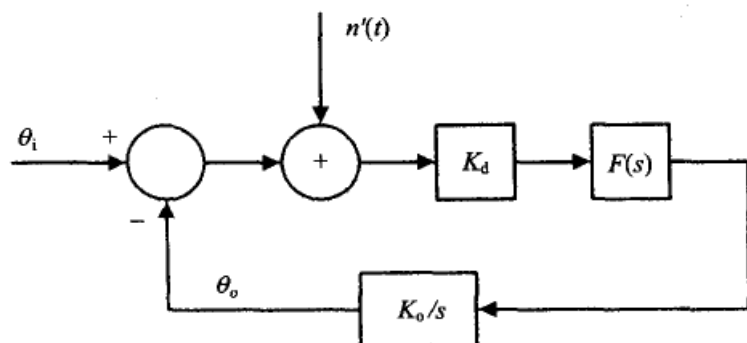 n′(t)
θi
+
+
Kd
F(s)
−
θo
Ko/s